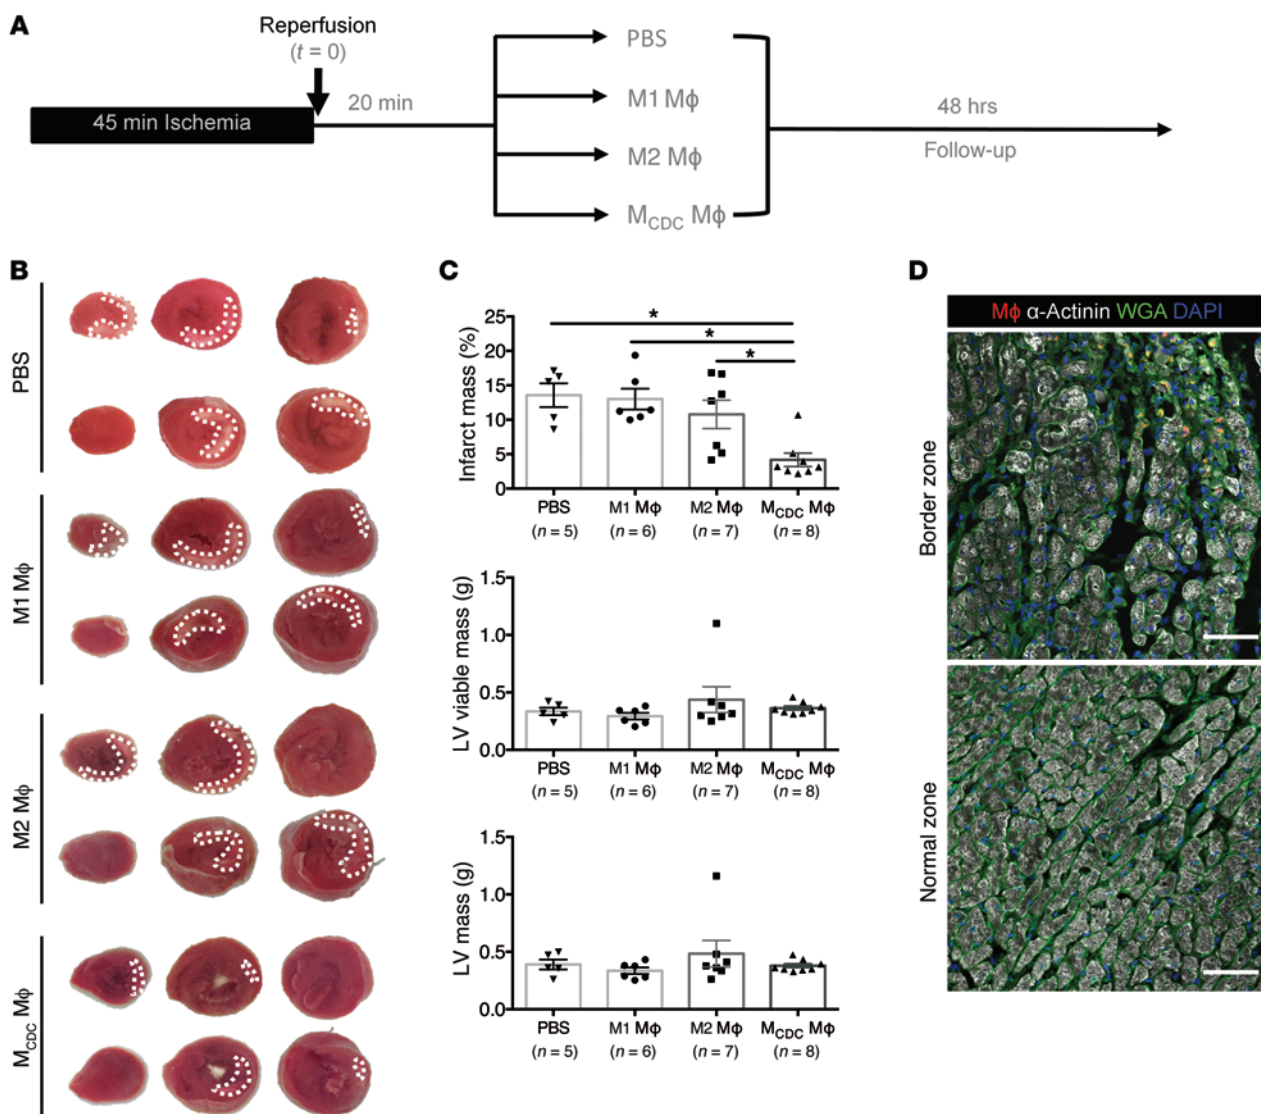 A
Reperfusion
(t = 0)
45 min Ischemia
20 min
PBS
M1 Mϕ
M2 Mϕ
MCDC Mϕ
48 hrs
Follow-up
B
PBS
M1 Mϕ
M2 Mϕ
MCDC Mϕ
C
Infarct mass (%)
25
20
15
10
5
0
*
*
*
PBS
M1 Mϕ
M2 Mϕ
MCDC Mϕ
(n = 5)
(n = 6)
(n = 7)
(n = 8)
LV viable mass (g)
1.5
1.0
0.5
0.0
PBS
M1 Mϕ
M2 Mϕ
MCDC Mϕ
(n = 5)
(n = 6)
(n = 7)
(n = 8)
LV mass (g)
1.5
1.0
0.5
0.0
PBS
M1 Mϕ
M2 Mϕ
MCDC Mϕ
(n = 5)
(n = 6)
(n = 7)
(n = 8)
D
Mϕ α-Actinin WGA DAPI
Border zone
Normal zone